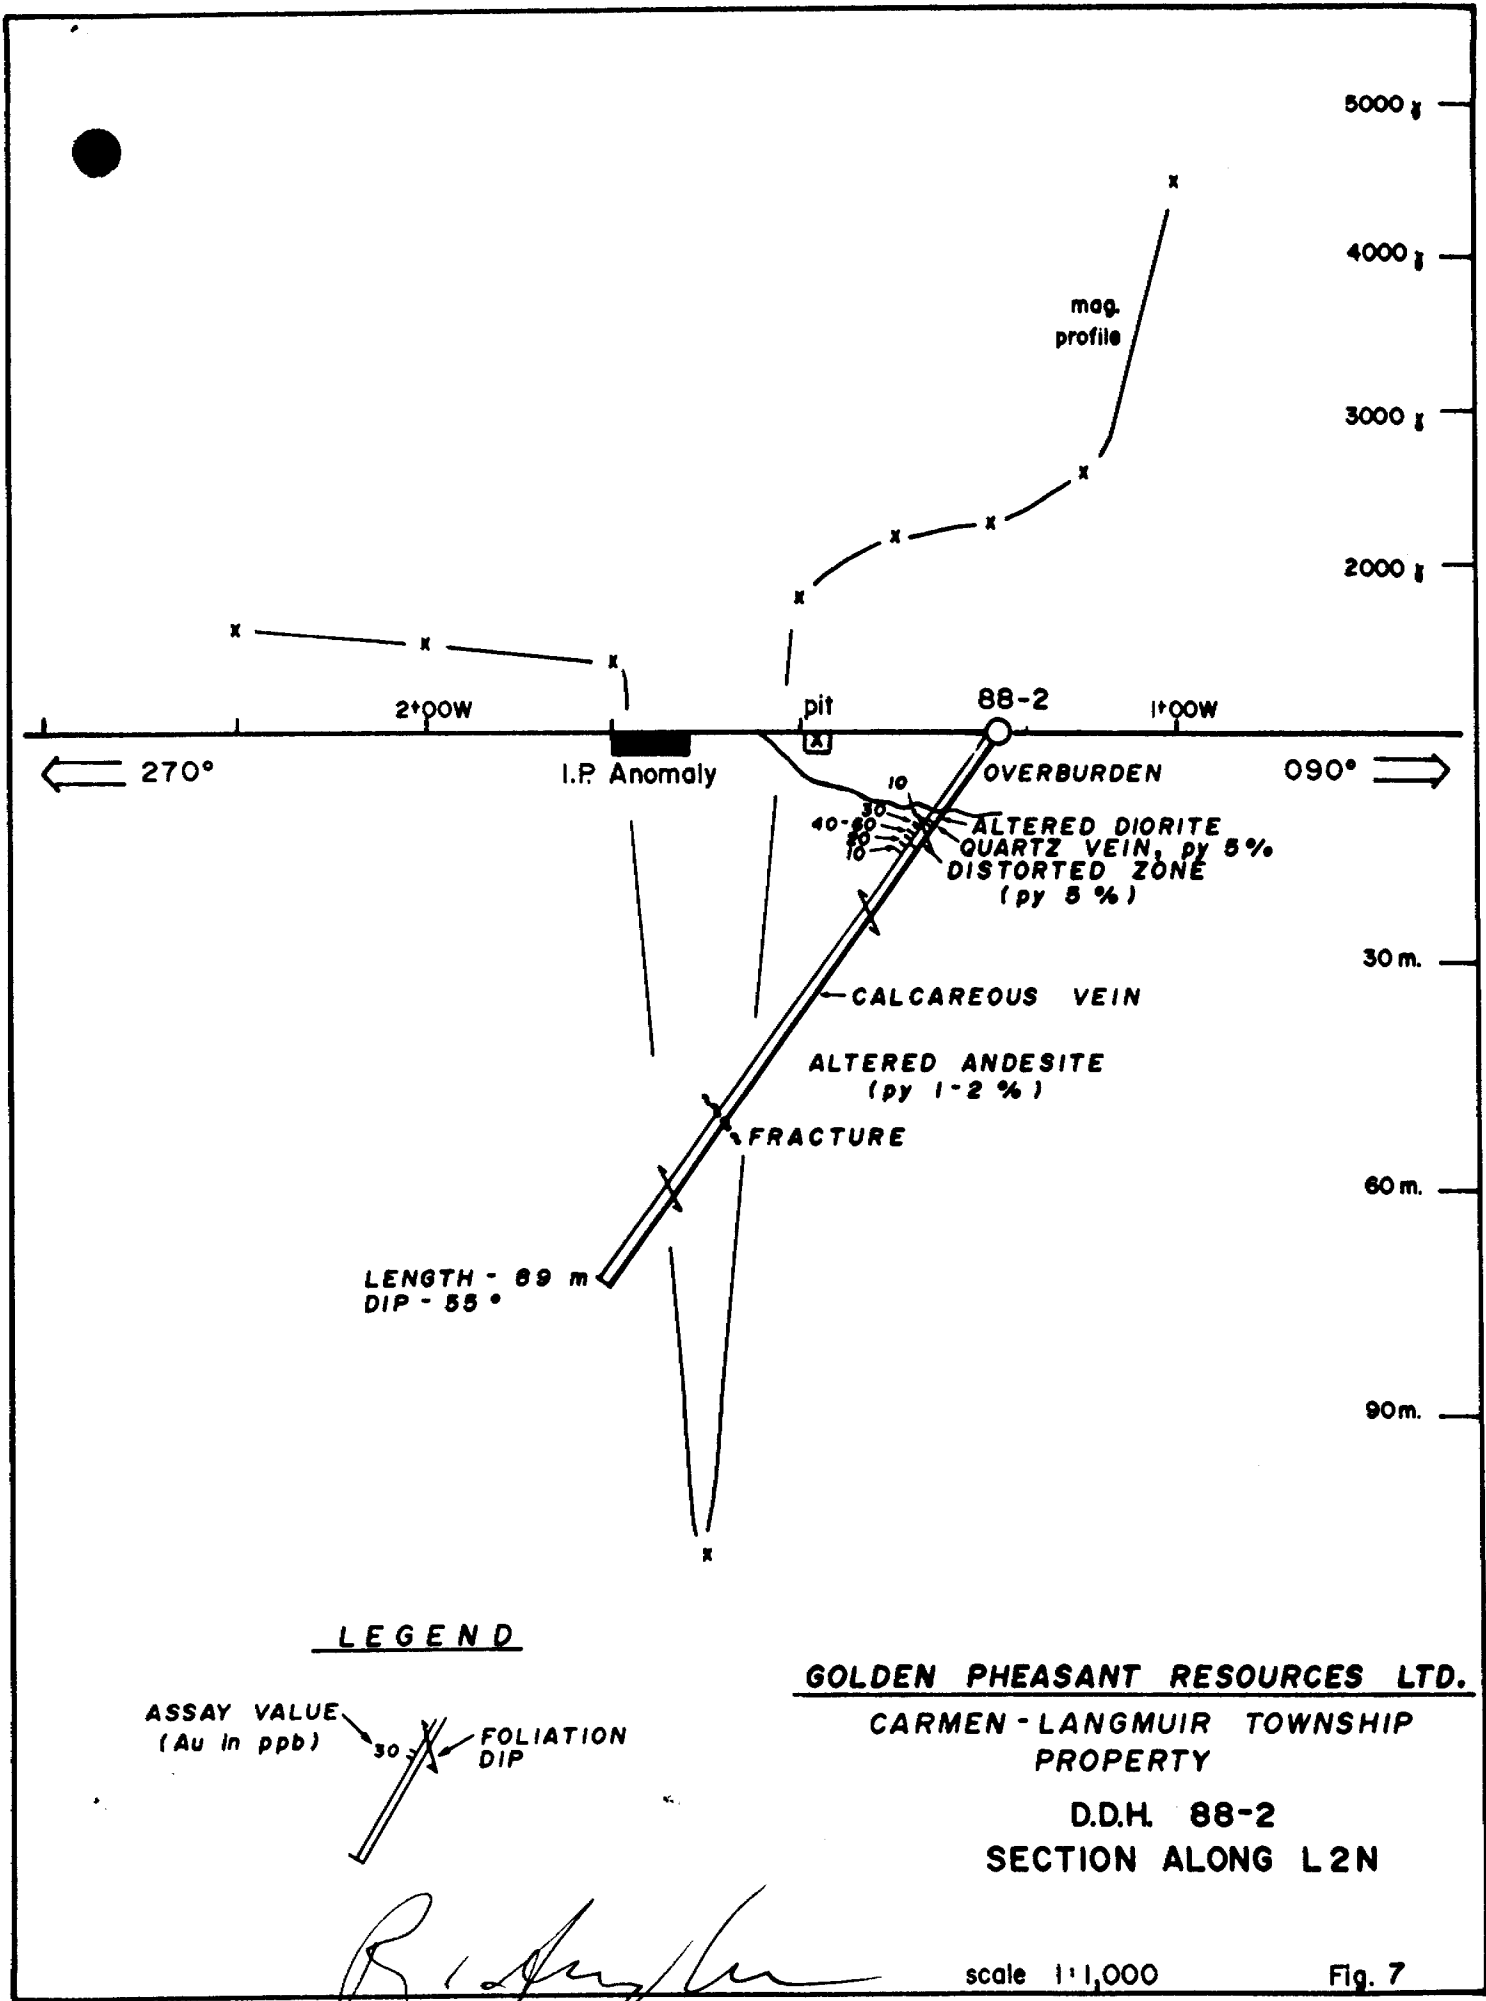 5000 ɣ
4000 ɣ
mag.
profile
3000 ɣ
2000 ɣ
2+00W
pit
88-2
1+00W
270°
I.P. Anomaly
OVERBURDEN
090°
10
30
40-60
10
ALTERED DIORITE
QUARTZ VEIN, py 5%
DISTORTED ZONE
(py 5%)
30 m.
CALCAREOUS VEIN
ALTERED ANDESITE
(py 1-2%)
FRACTURE
60 m.
LENGTH - 89 m
DIP - 55°
90 m.
LEGEND
ASSAY VALUE
(Au in ppb)
30
FOLIATION
DIP
GOLDEN PHEASANT RESOURCES LTD.
CARMEN - LANGMUIR TOWNSHIP
PROPERTY
D.D.H. 88-2
SECTION ALONG L2N
scale 1:1,000
Fig. 7